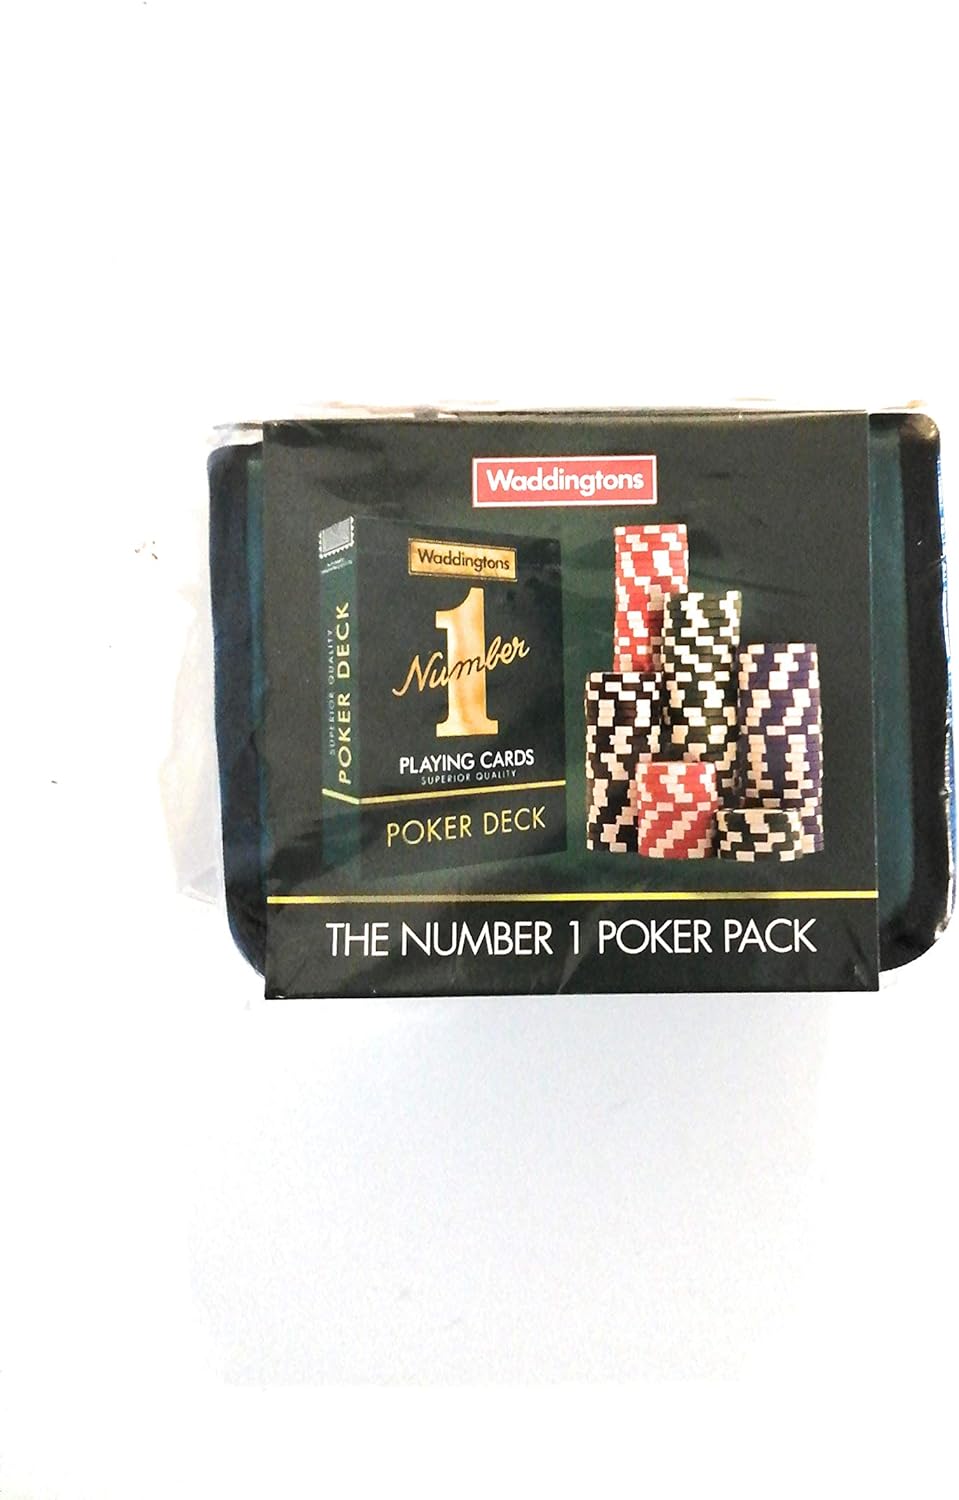 Waddingtons
Waddingtons
Number
1
PLAYING CARDS
SUPERIOR QUALITY
POKER DECK
SUPERIOR QUALITY
POKER DECK
THE NUMBER 1 POKER PACK